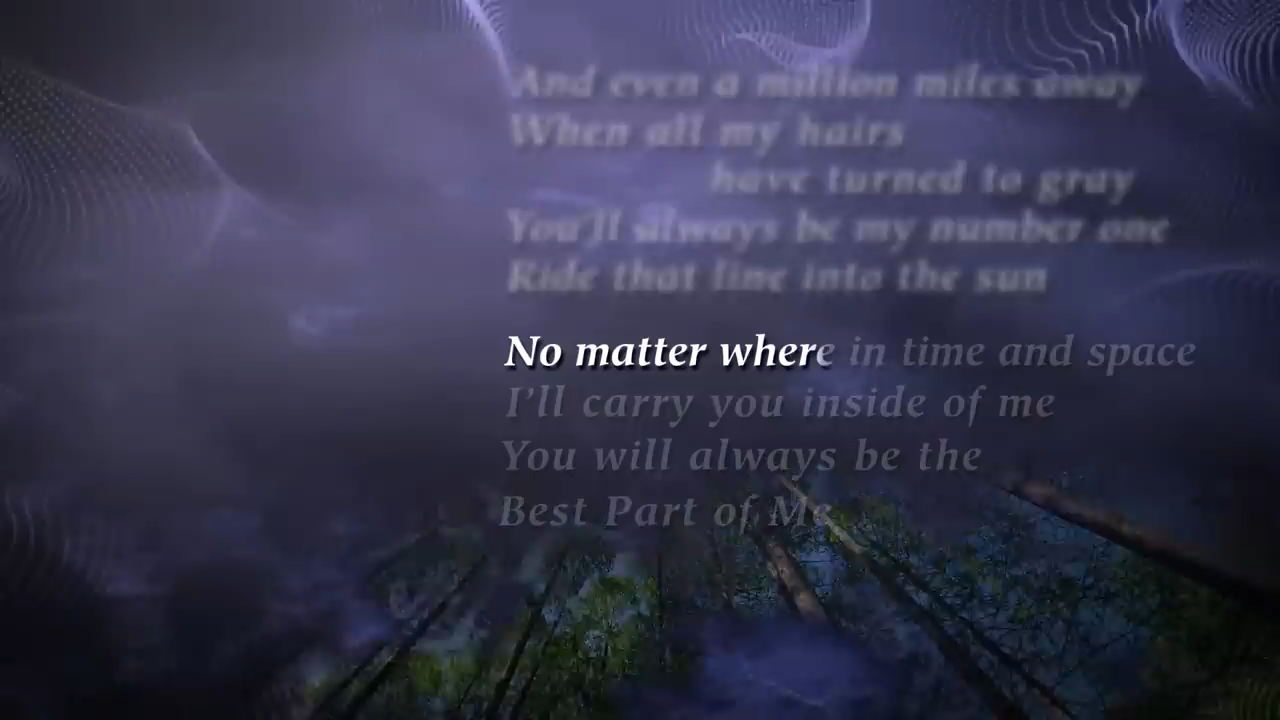 And even a million miles away
When all my hairs
have turned to gray
You'll always be my number one
Ride that line into the sun
No matter where in time and space
I'll carry you inside of me
You will always be the
Best Part of Me